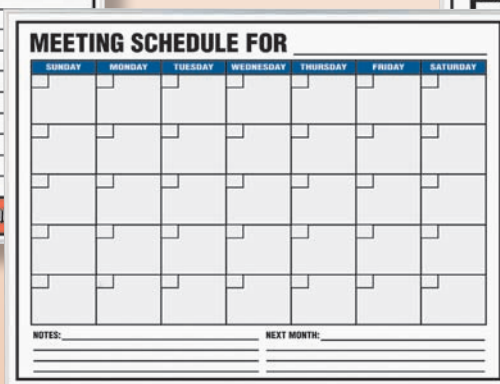 MEETING SCHEDULE FOR
SUNDAY MONDAY TUESDAY WEDNESDAY THURSDAY FRIDAY SATURDAY
NOTES: NEXT MONTH: